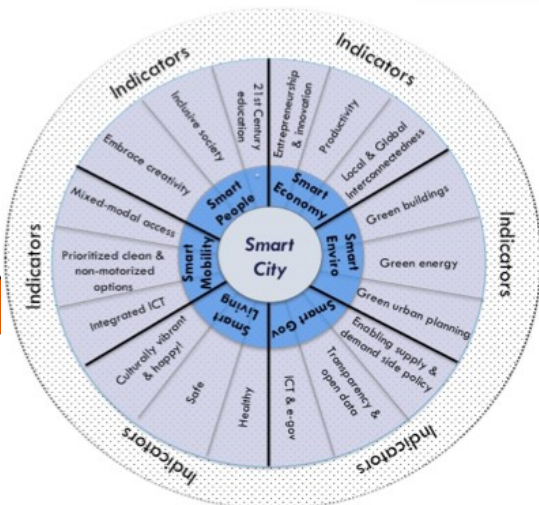 Indicators
Indicators
Indicators
Indicators
Indicators
Indicators
Smart
City
Smart
Economy
Entrepreneurship
& innovation
Productivity
Local & Global
Interconnectedness
Smart
Enviro
Green buildings
Green energy
Green urban planning
Smart Gov
Enabling supply &
demand side policy
Transparency &
open data
ICT & e-gov
Smart
Living
Healthy
Safe
Culturally vibrant
& happy!
Smart
Mobility
Integrated ICT
Prioritized clean &
non-motorized
options
Mixed-modal access
Smart
People
Embrace creativity
Inclusive society
21st Century
education